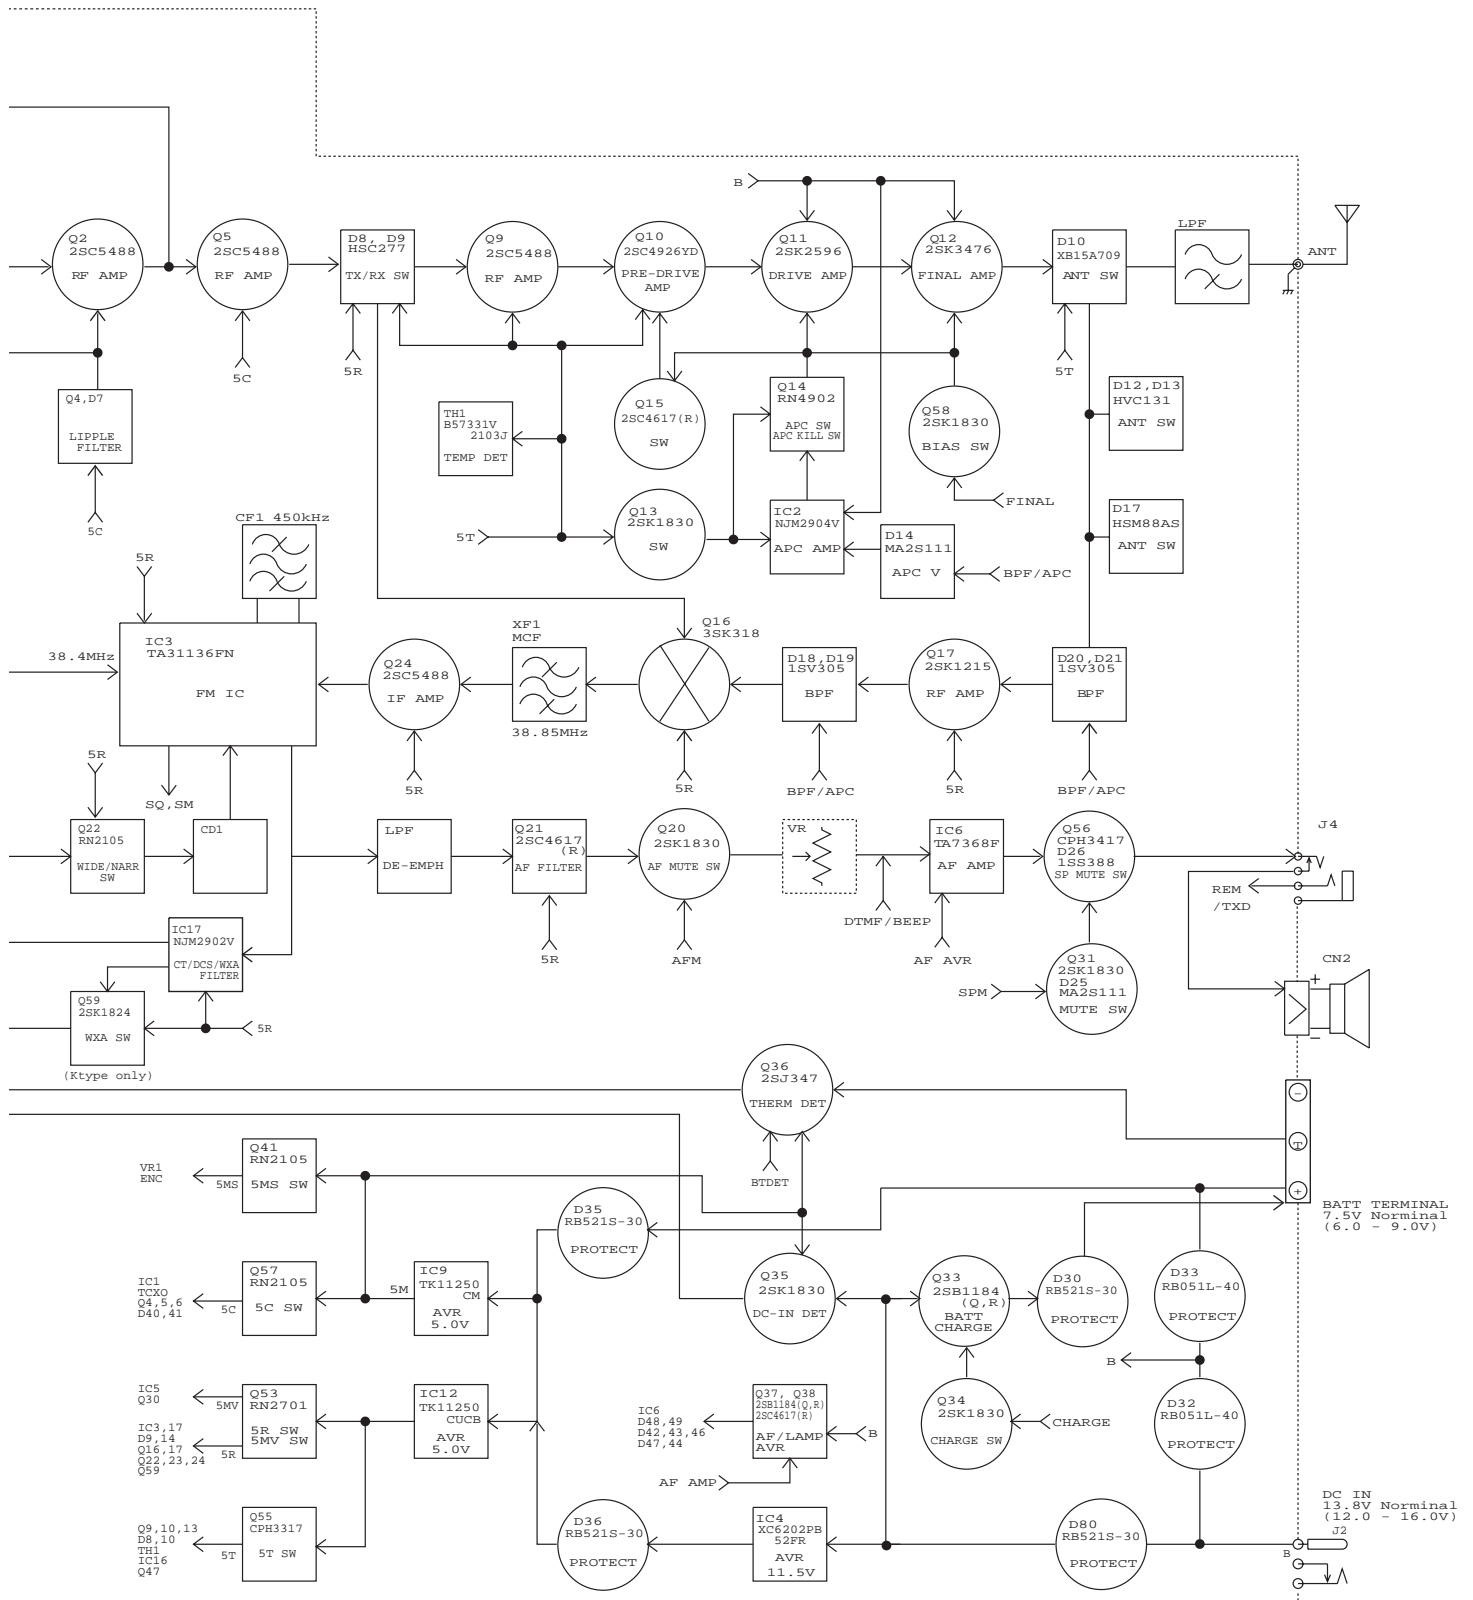 B
Q2
2SC5488
RF AMP
Q5
2SC5488
RF AMP
D8, D9
HSC277
TX/RX SW
Q9
2SC5488
RF AMP
Q10
2SC4926YD
PRE-DRIVE
AMP
Q11
2SK2596
DRIVE AMP
Q12
2SK3476
FINAL AMP
D10
XB15A709
ANT SW
LPF
ANT
5C
5R
5T
Q4,D7
LIPPLE
FILTER
5C
TH1
B57331V
2103J
TEMP DET
Q15
2SC4617(R)
SW
Q14
RN4902
APC SW
APC KILL SW
Q58
2SK1830
BIAS SW
FINAL
D12,D13
HVC131
ANT SW
CF1 450kHz
5T
Q13
2SK1830
SW
IC2
NJM2904V
APC AMP
D14
MA2S111
APC V
BPF/APC
D17
HSM88AS
ANT SW
5R
38.4MHz
IC3
TA31136FN
FM IC
Q24
2SC5488
IF AMP
XF1
MCF
38.85MHz
Q16
3SK318
D18,D19
1SV305
BPF
Q17
2SK1215
RF AMP
D20,D21
1SV305
BPF
5R
SQ,SM
5R
5R
BPF/APC
5R
BPF/APC
Q22
RN2105
WIDE/NARR
SW
CD1
LPF
DE-EMPH
Q21
2SC4617
(R)
AF FILTER
Q20
2SK1830
AF MUTE SW
VR
IC6
TA7368F
AF AMP
Q56
CPH3417
D26
1SS388
SP MUTE SW
J4
REM
/TXD
DTMF/BEEP
5R
AFM
AF AVR
IC17
NJM2902V
CT/DCS/WXA
FILTER
Q59
2SK1824
WXA SW
5R
(Ktype only)
SPM
Q31
2SK1830
D25
MA2S111
MUTE SW
CN2
+
-
Q36
2SJ347
THERM DET
BTDET
-
T
+
BATT TERMINAL
7.5V Norminal
(6.0 - 9.0V)
VR1
ENC
5MS
Q41
RN2105
5MS SW
D35
RB521S-30
PROTECT
IC1
TCXO
Q4,5,6
D40,41
5C
Q57
RN2105
5C SW
5M
IC9
TK11250
CM
AVR
5.0V
Q35
2SK1830
DC-IN DET
Q33
2SB1184
(Q,R)
BATT
CHARGE
D30
RB521S-30
PROTECT
D33
RB051L-40
PROTECT
B
IC5
Q30
5MV
IC3,17
D9,14
Q16,17
Q22,23,24
Q59
5R
Q53
RN2701
5R SW
5MV SW
IC12
TK11250
CUCB
AVR
5.0V
IC6
D48,49
D42,43,46
D47,44
Q37, Q38
2SB1184(Q,R)
2SC4617(R)
AF/LAMP
AVR
B
AF AMP
Q34
2SK1830
CHARGE SW
CHARGE
D32
RB051L-40
PROTECT
Q9,10,13
D8,10
TH1
IC16
Q47
5T
Q55
CPH3317
5T SW
D36
RB521S-30
PROTECT
IC4
XC6202PB
52FR
AVR
11.5V
D80
RB521S-30
PROTECT
DC IN
13.8V Norminal
(12.0 - 16.0V)
J2
B